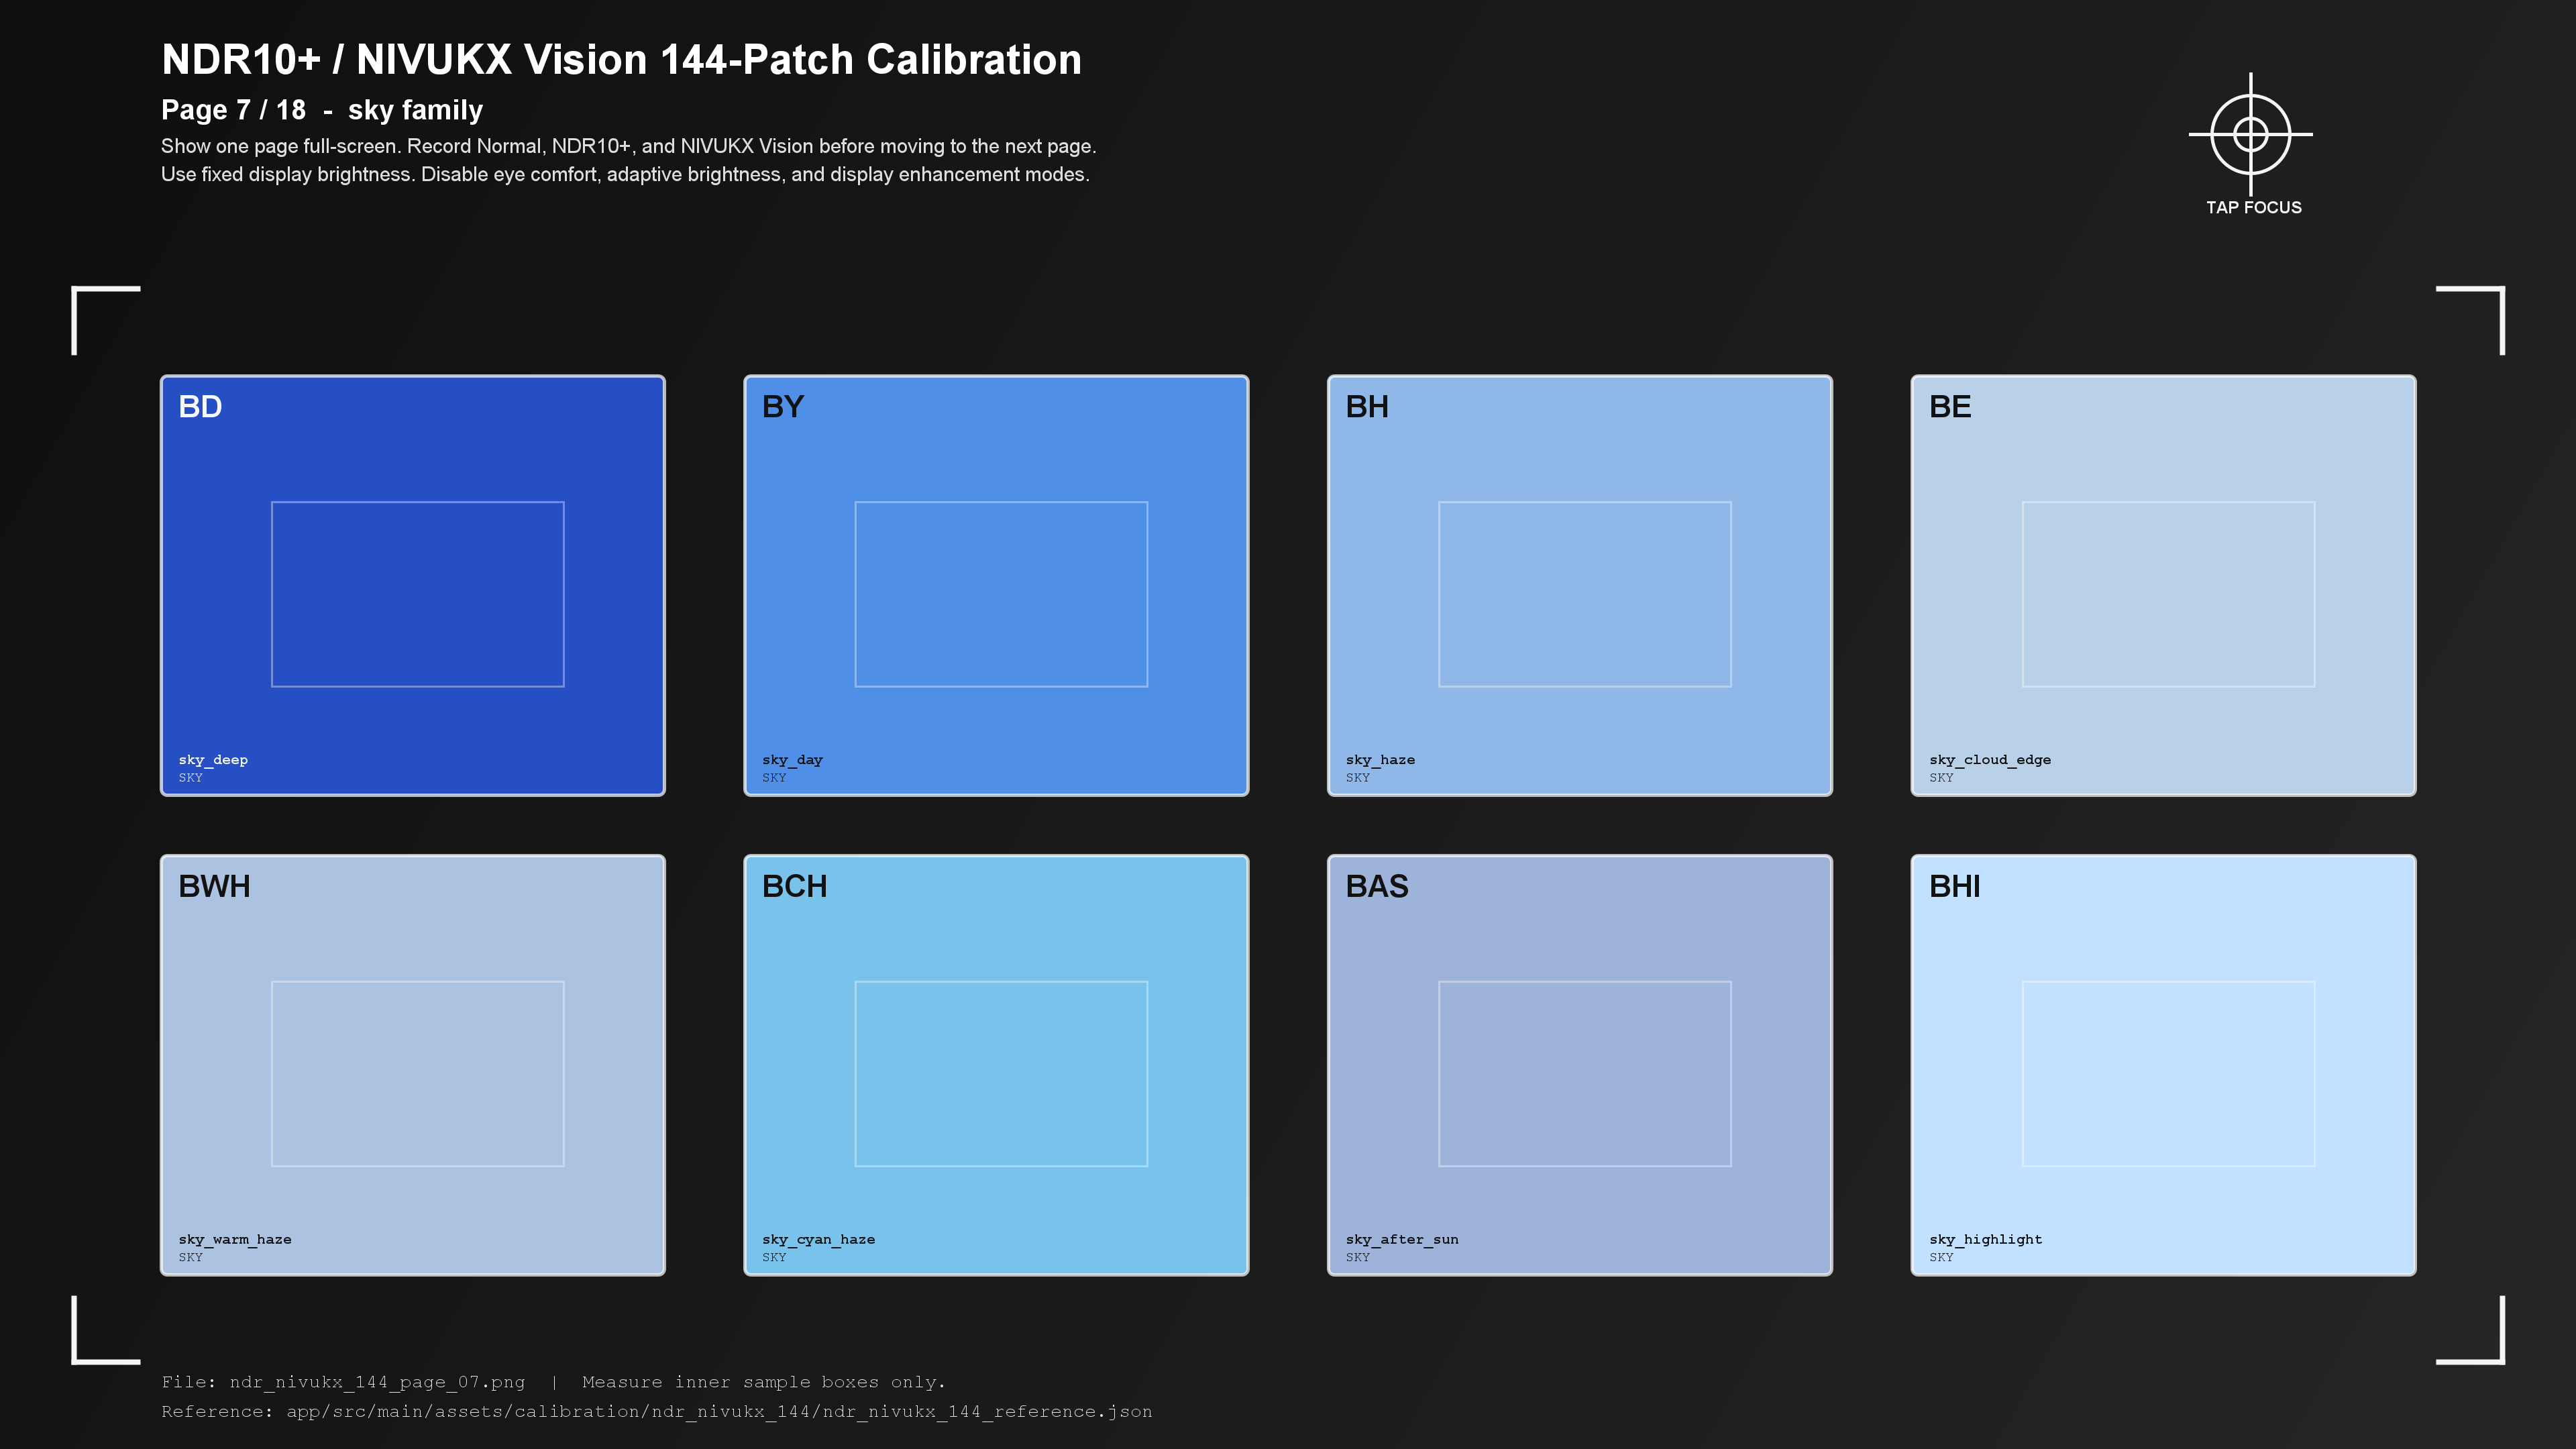 NDR10+ / NIVUKX Vision 144-Patch Calibration
Page 7 / 18 - sky family
Show one page full-screen. Record Normal, NDR10+, and NIVUKX Vision before moving to the next page.
Use fixed display brightness. Disable eye comfort, adaptive brightness, and display enhancement modes.
TAP FOCUS
BD
sky_deep
SKY
BY
sky_day
SKY
BH
sky_haze
SKY
BE
sky_cloud_edge
SKY
BWH
sky_warm_haze
SKY
BCH
sky_cyan_haze
SKY
BAS
sky_after_sun
SKY
BHI
sky_highlight
SKY
File: ndr_nivukx_144_page_07.png | Measure inner sample boxes only.
Reference: app/src/main/assets/calibration/ndr_nivukx_144/ndr_nivukx_144_reference.json